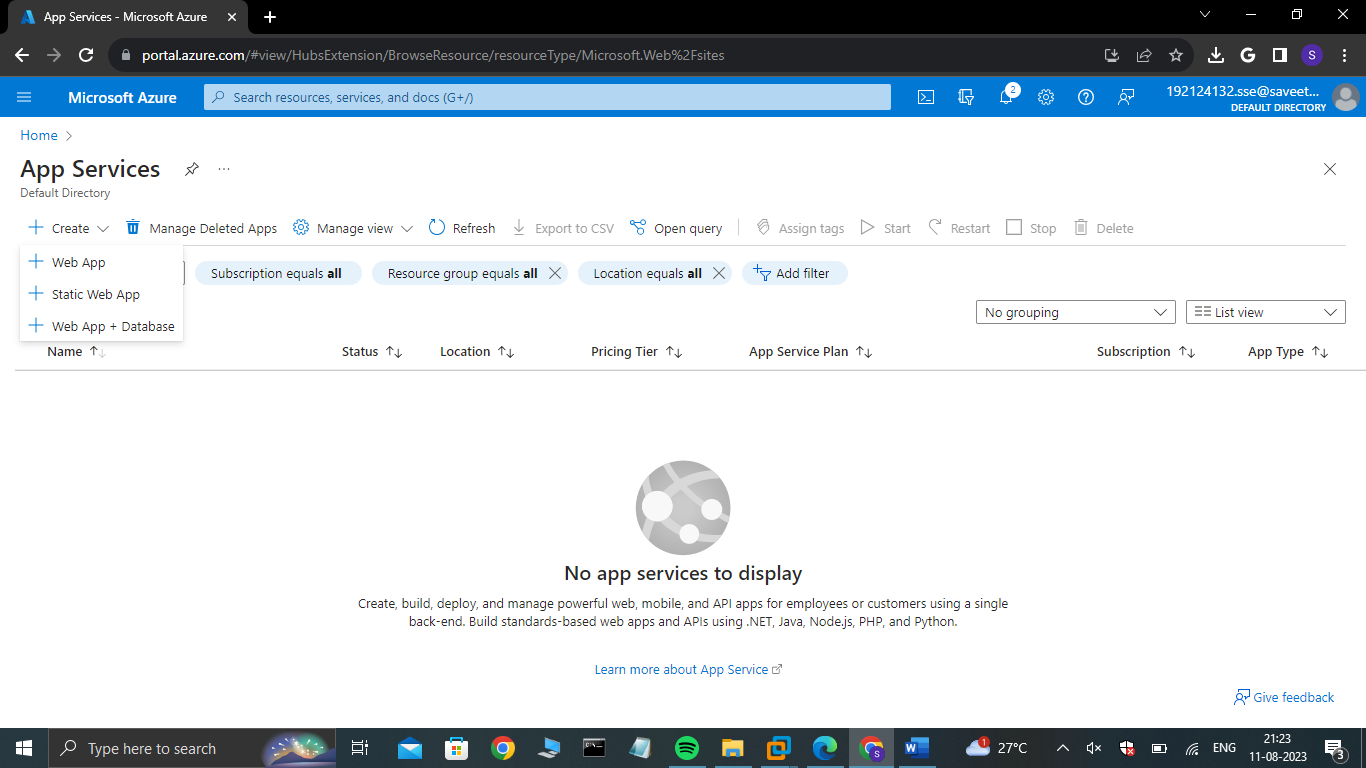 App Services - Microsoft Azure
portal.azure.com/#view/HubsExtension/BrowseResource/resourceType/Microsoft.Web%2Fsites
G
S
Microsoft Azure
Search resources, services, and docs (G+/)
2
192124132.sse@saveet...
DEFAULT DIRECTORY
Home
App Services
Default Directory
Create
Manage Deleted Apps
Manage view
Refresh
Export to CSV
Open query
Assign tags
Start
Restart
Stop
Delete
Web App
Static Web App
Web App + Database
Subscription equals all
Resource group equals all
Location equals all
Add filter
No grouping
List view
Name
Status
Location
Pricing Tier
App Service Plan
Subscription
App Type
No app services to display
Create, build, deploy, and manage powerful web, mobile, and API apps for employees or customers using a single
back-end. Build standards-based web apps and APIs using .NET, Java, Node.js, PHP, and Python.
Learn more about App Service
Give feedback
Type here to search
S
W
1
27°C
ENG
21:23
11-08-2023
3